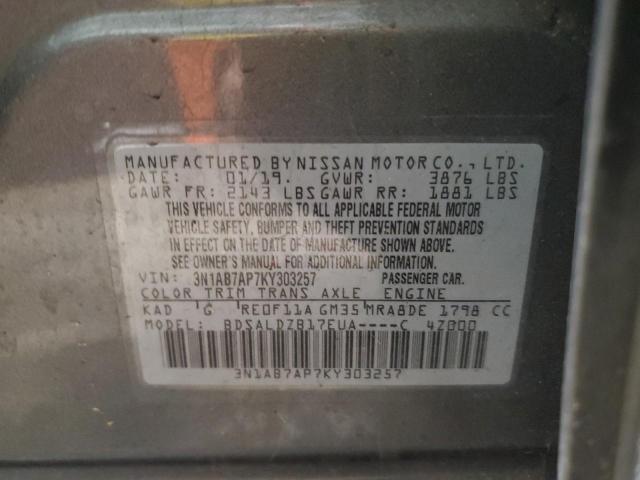 MANUFACTURED BY NISSAN MOTOR CO., LTD.
DATE: 01/19. GVWR: 3876 LBS
GAWR FR: 2143 LBS GAWR RR: 1881 LBS
THIS VEHICLE CONFORMS TO ALL APPLICABLE FEDERAL MOTOR
VEHICLE SAFETY, BUMPER AND THEFT PREVENTION STANDARDS
IN EFFECT ON THE DATE OF MANUFACTURE SHOWN ABOVE.
SEE OWNER'S MANUAL FOR ADDITIONAL INFORMATION.
VIN: 3N1AB7AP7KY303257 PASSENGER CAR.
COLOR TRIM TRANS AXLE ENGINE
KAD G RE0F11A GM35 MRA8DE 1798 CC
MODEL: BDSALDZB17EUA----C 4ZB00
3N1AB7AP7KY303257